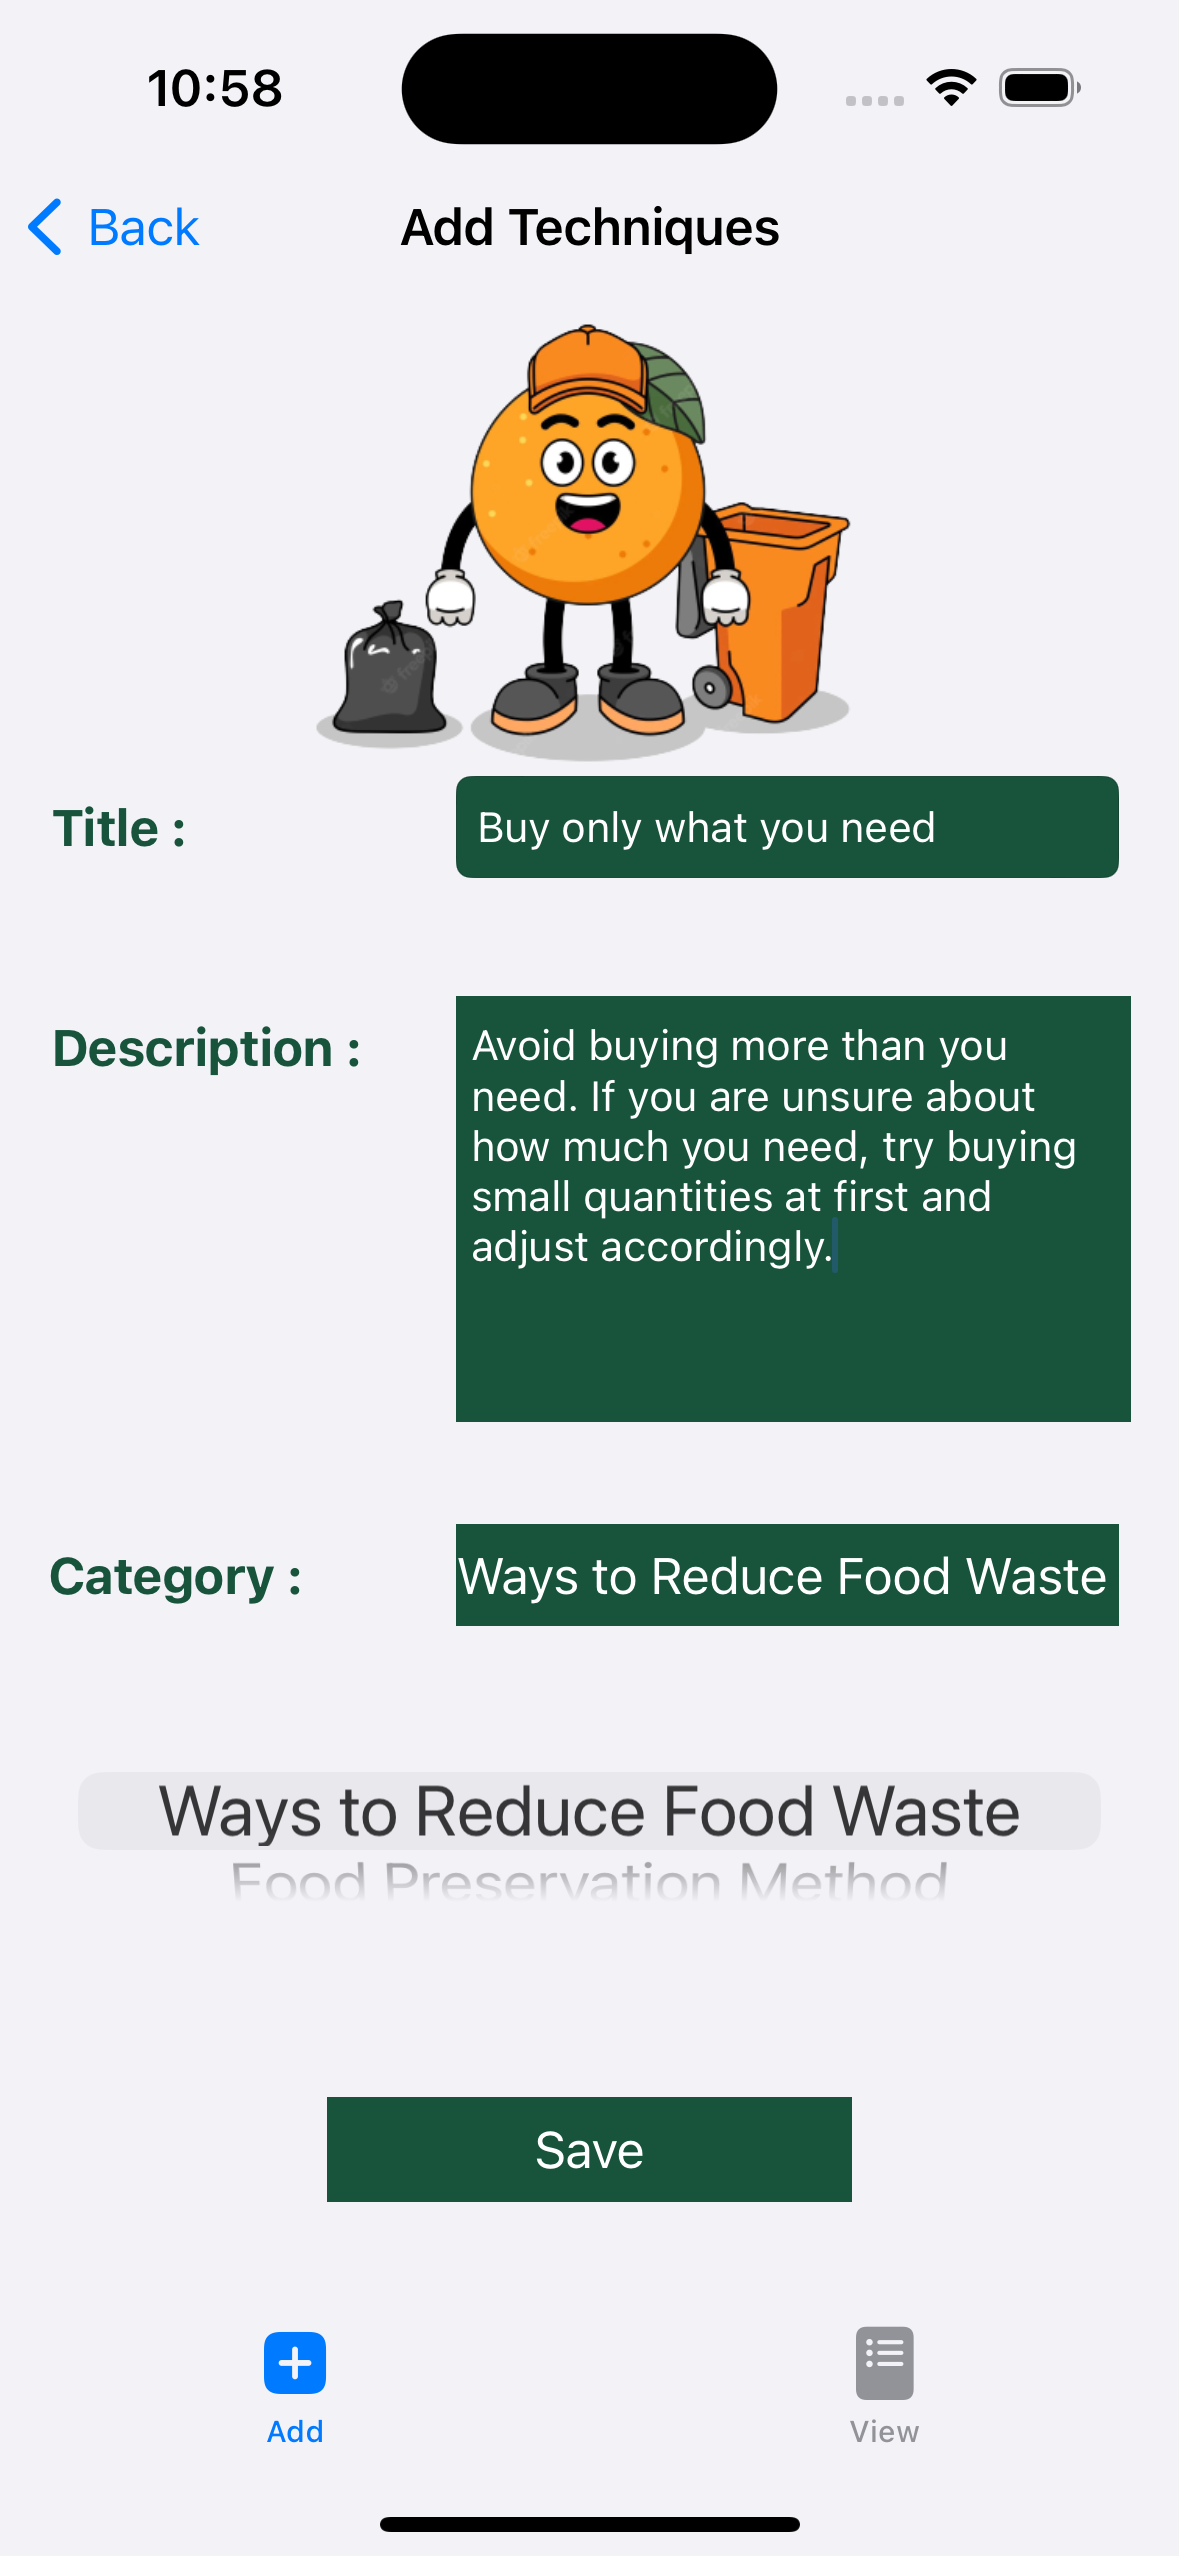 10:58
Back
Add Techniques
Title :
Buy only what you need
Description :
Avoid buying more than you
need. If you are unsure about
how much you need, try buying
small quantities at first and
adjust accordingly.
Category :
Ways to Reduce Food Waste
Ways to Reduce Food Waste
Food Preservation Method
Save
Add
View